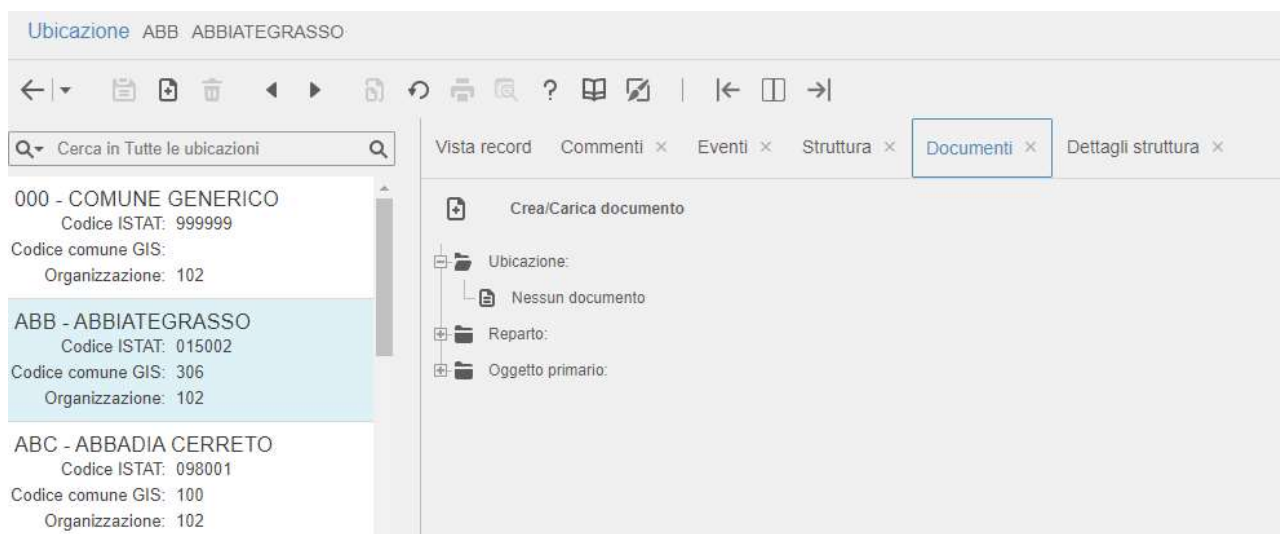 Ubicazione ABB ABBIATEGRASSO
Cerca in Tutte le ubicazioni
000 - COMUNE GENERICO
Codice ISTAT: 999999
Codice comune GIS:
Organizzazione: 102
ABB - ABBIATEGRASSO
Codice ISTAT: 015002
Codice comune GIS: 306
Organizzazione: 102
ABC - ABBADIA CERRETO
Codice ISTAT: 098001
Codice comune GIS: 100
Organizzazione: 102
Vista record Commenti × Eventi × Struttura × Documenti × Dettagli struttura ×
Crea/Carica documento
Ubicazione:
Nessun documento
Reparto:
Oggetto primario: